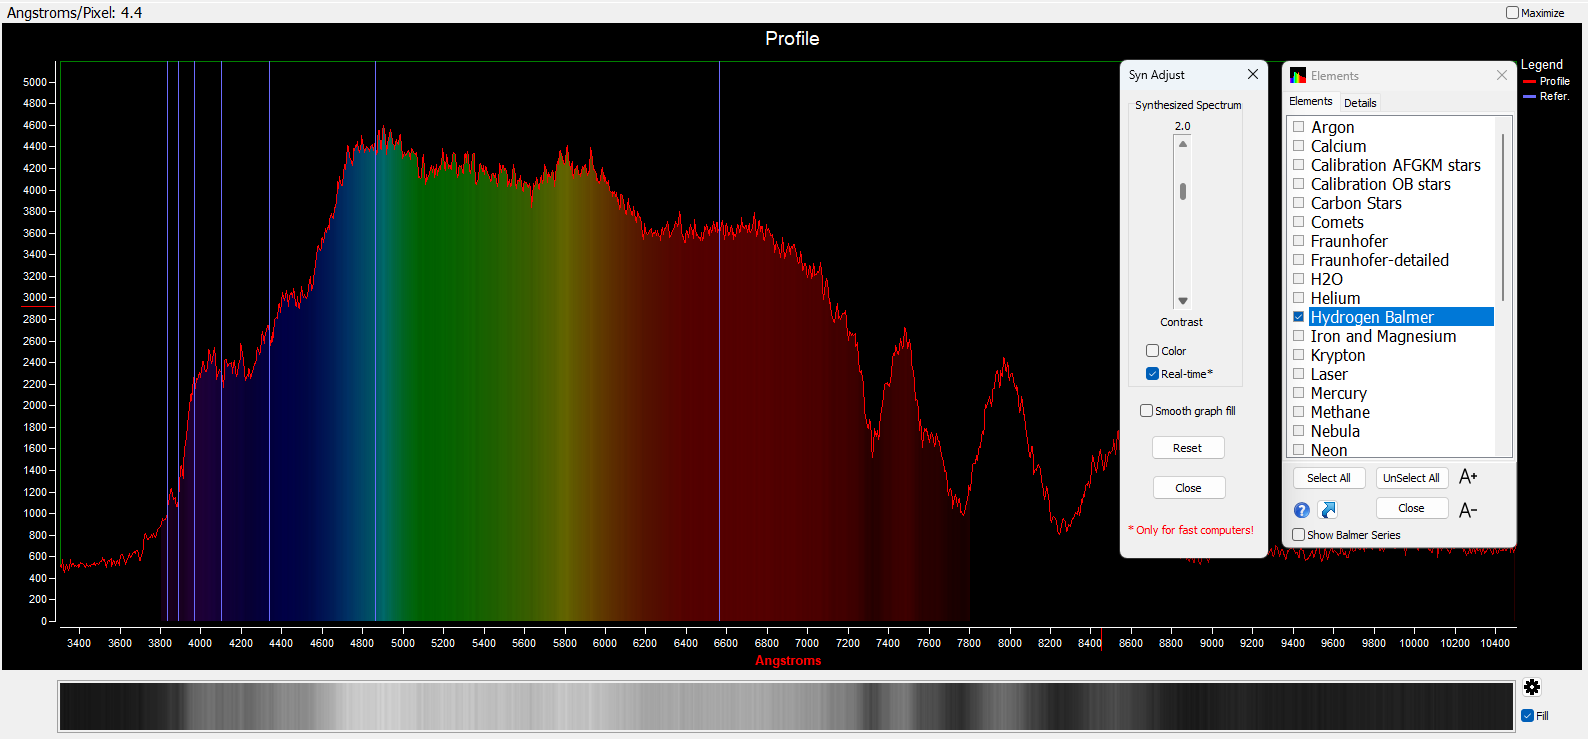 Angstroms/Pixel: 4.4
Maximize
Profile
5000
4800
4600
4400
4200
4000
3800
3600
3400
3200
3000
2800
2600
2400
2200
2000
1800
1600
1400
1200
1000
800
600
400
200
0
3400 3600 3800 4000 4200 4400 4600 4800 5000 5200 5400 5600 5800 6000 6200 6400 6600 6800 7000 7200 7400 7600 7800 8000 8200 8400 8600 8800 9000 9200 9400 9600 9800 10000 10200 10400
Angstroms
Syn Adjust
Synthesized Spectrum
2.0
Contrast
Color
Real-time*
Smooth graph fill
Reset
Close
* Only for fast computers!
Elements
Elements Details
Argon
Calcium
Calibration AFGKM stars
Calibration OB stars
Carbon Stars
Comets
Fraunhofer
Fraunhofer-detailed
H2O
Helium
Hydrogen Balmer
Iron and Magnesium
Krypton
Laser
Mercury
Methane
Nebula
Neon
Select All UnSelect All A+
? Close A-
Show Balmer Series
Legend
Profile
Refer.
Fill